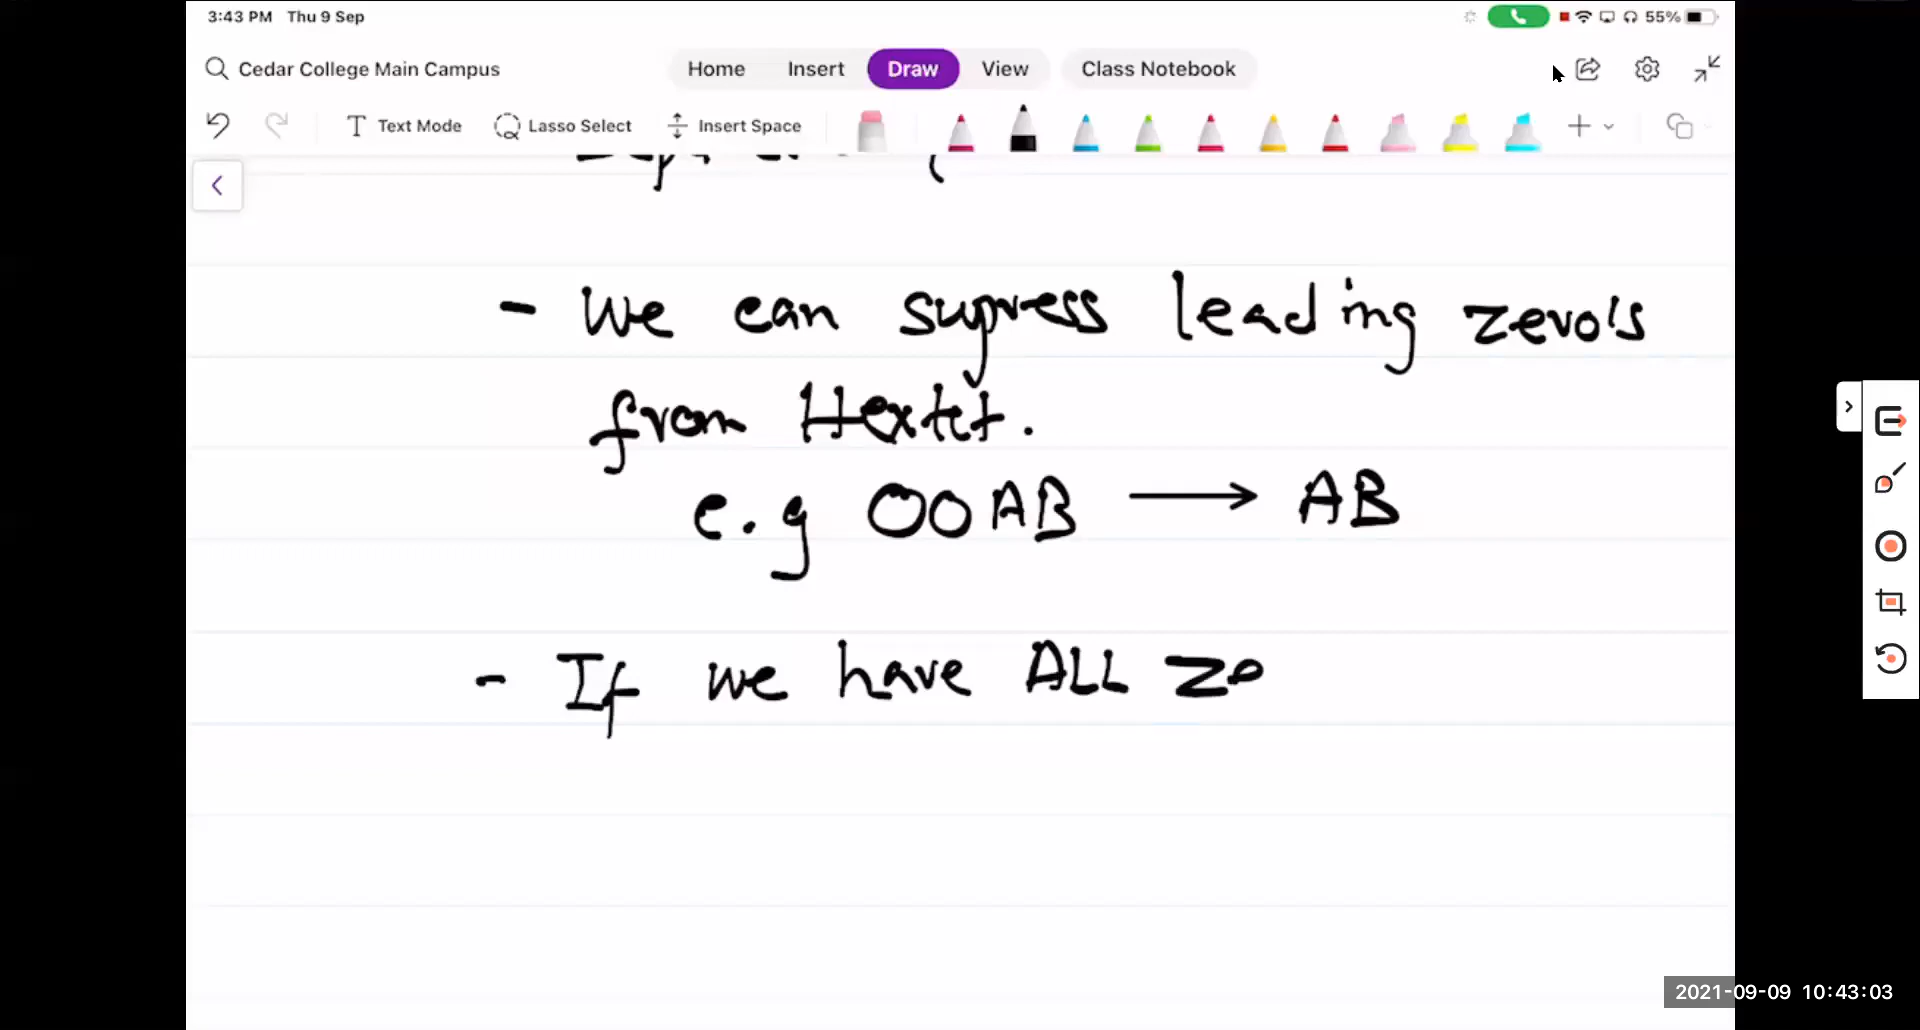 3:43 PM Thu 9 Sep
55%
Cedar College Main Campus
Home Insert Draw View Class Notebook
Text Mode Lasso Select Insert Space
- We can supress leading zero's
from Hextet.
e.g 00AB → AB
- If we have ALL ze
2021-09-09 10:43:03